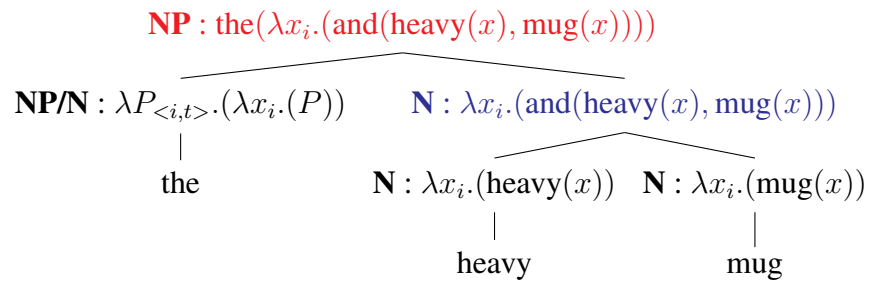 NP : the(λx_i.(and(heavy(x), mug(x))))
NP/N : λP_{<i,t>}.(λx_i.(P)) N : λx_i.(and(heavy(x), mug(x)))
the N : λx_i.(heavy(x)) N : λx_i.(mug(x))
heavy mug